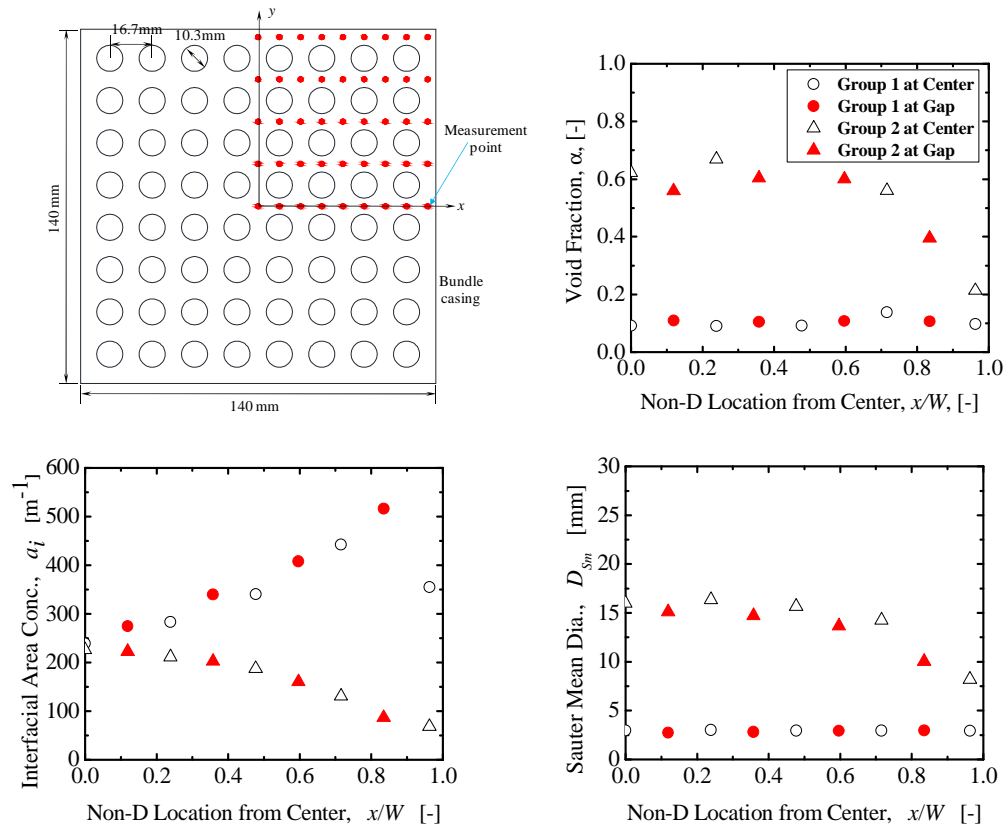 y
16.7mm
10.3mm
Measurement
point
x
140 mm
Bundle
casing
140 mm
1.0
0.8
0.6
0.4
0.2
0.0
Void Fraction, α, [-]
Group 1 at Center
Group 1 at Gap
Group 2 at Center
Group 2 at Gap
0.0 0.2 0.4 0.6 0.8 1.0
Non-D Location from Center, x/W, [-]
600
500
400
300
200
100
0
Interfacial Area Conc., a_i [m^-1]
0.0 0.2 0.4 0.6 0.8 1.0
Non-D Location from Center, x/W [-]
30
25
20
15
10
5
0
Sauter Mean Dia., D_Sm [mm]
0.0 0.2 0.4 0.6 0.8 1.0
Non-D Location from Center, x/W [-]